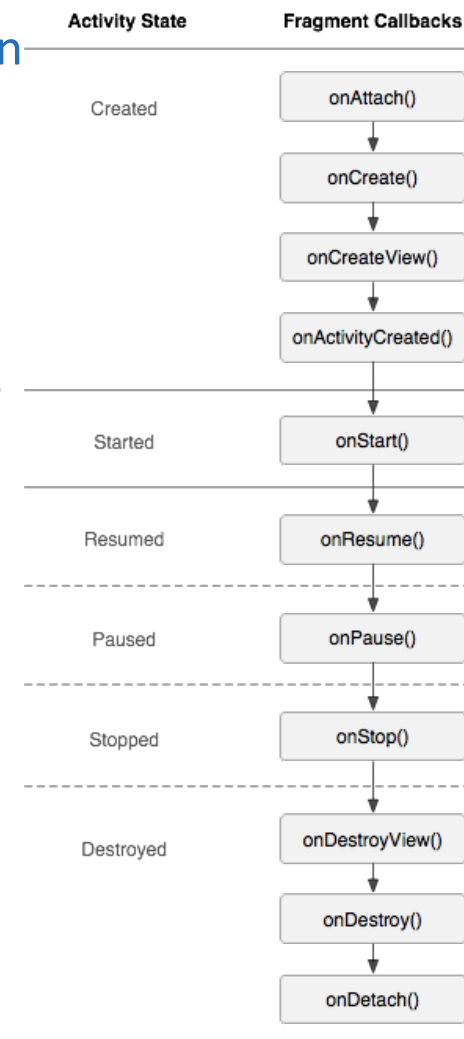 Activity State Fragment Callbacks
n
Created
onAttach()
onCreate()
onCreateView()
onActivityCreated()
Started
onStart()
Resumed
onResume()
Paused
onPause()
Stopped
onStop()
Destroyed
onDestroyView()
onDestroy()
onDetach()